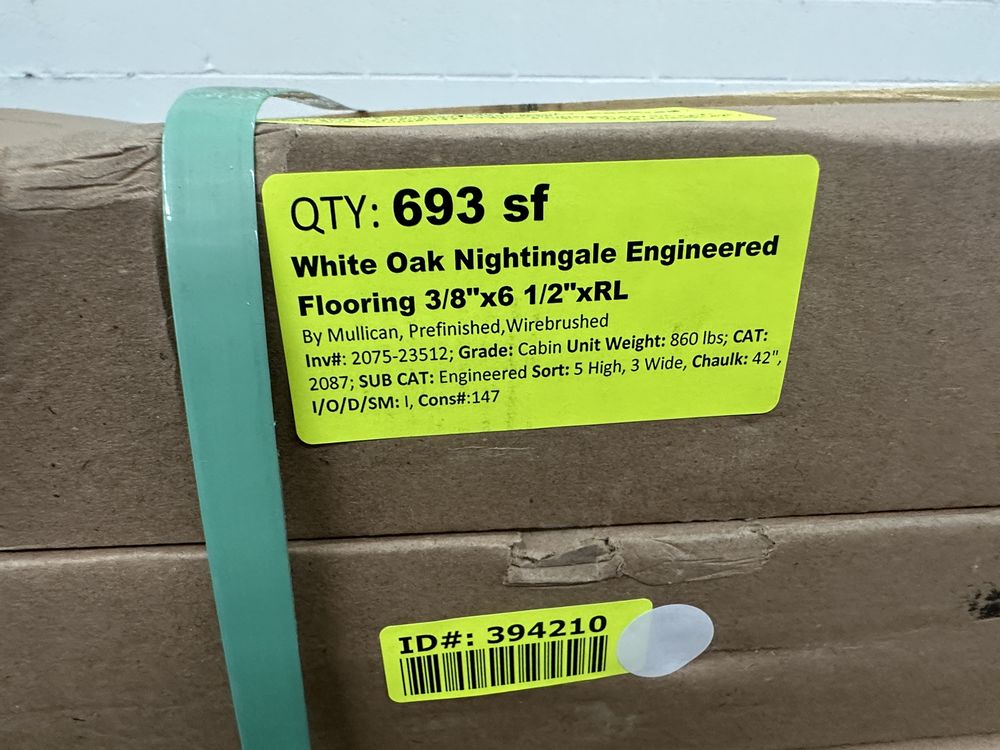 QTY: 693 sf
White Oak Nightingale Engineered
Flooring 3/8"x6 1/2"xRL
By Mullican, Prefinished,Wirebrushed
Inv#: 2075-23512; Grade: Cabin Unit Weight: 860 lbs; CAT:
2087; SUB CAT: Engineered Sort: 5 High, 3 Wide, Chaulk: 42",
I/O/D/SM: I, Cons#:147
ID#: 394210